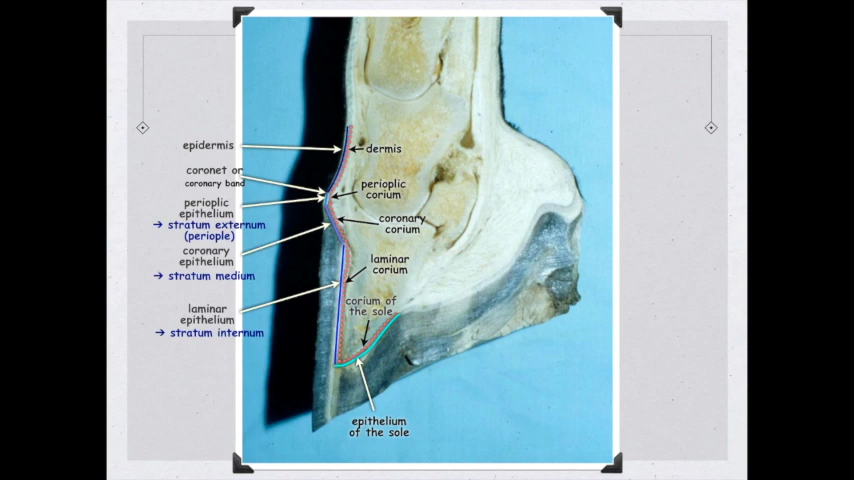 epidermis
dermis
coronet or
coronary band
perioplic
corium
perioplic
epithelium
→ stratum externum
(periople)
coronary
corium
coronary
epithelium
→ stratum medium
laminar
corium
corium of
the sole
laminar
epithelium
→ stratum internum
epithelium
of the sole